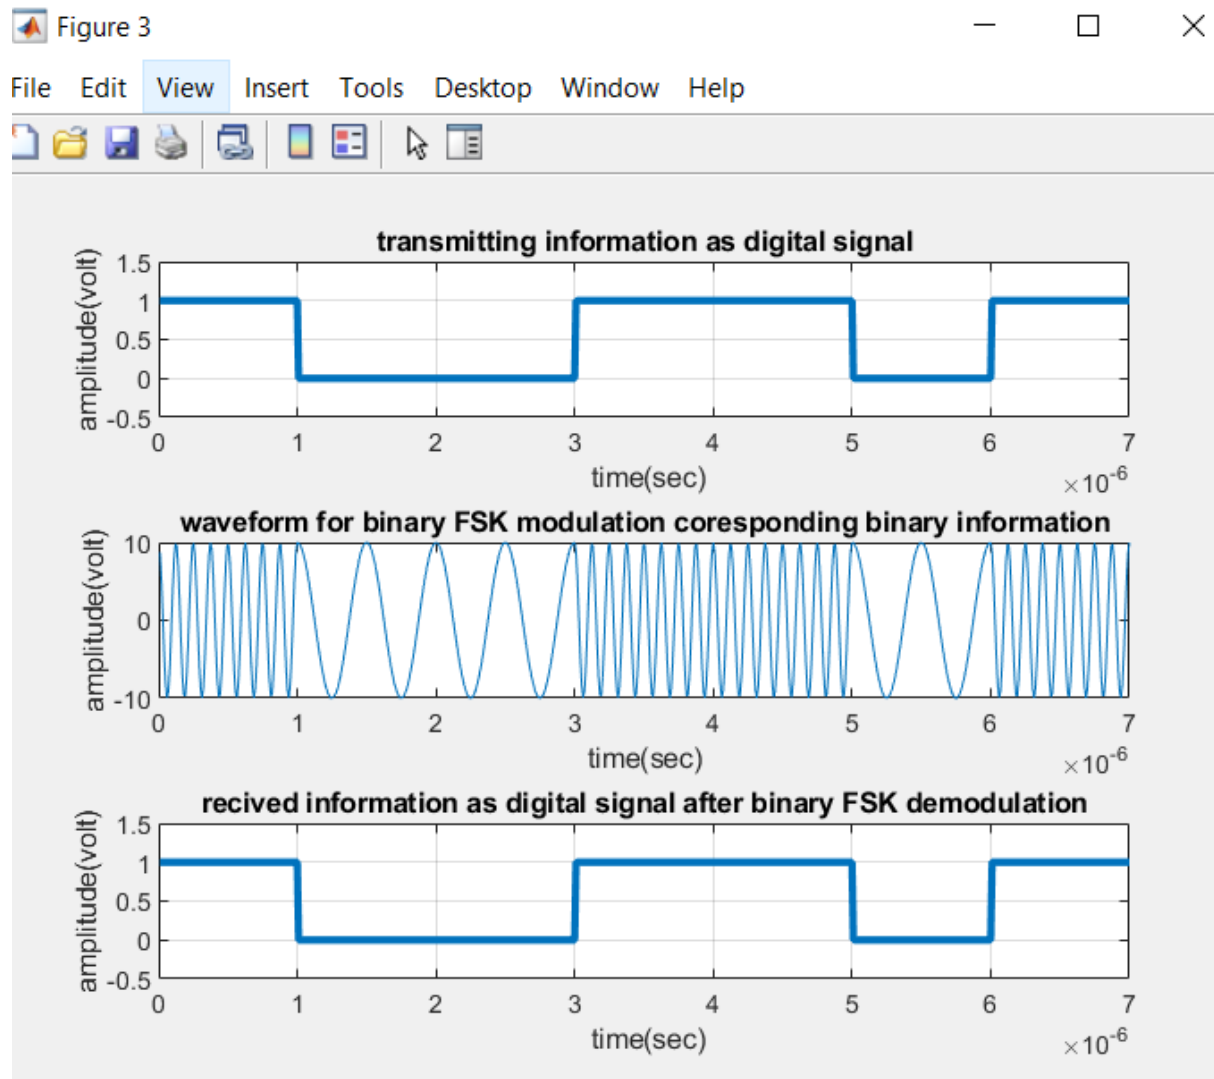 Figure 3
File Edit View Insert Tools Desktop Window Help
transmitting information as digital signal
amplitude(volt)
1.5
1
0.5
0
-0.5
0 1 2 3 4 5 6 7
time(sec)
×10^-6
waveform for binary FSK modulation coresponding binary information
amplitude(volt)
10
0
-10
0 1 2 3 4 5 6 7
time(sec)
×10^-6
recived information as digital signal after binary FSK demodulation
amplitude(volt)
1.5
1
0.5
0
-0.5
0 1 2 3 4 5 6 7
time(sec)
×10^-6